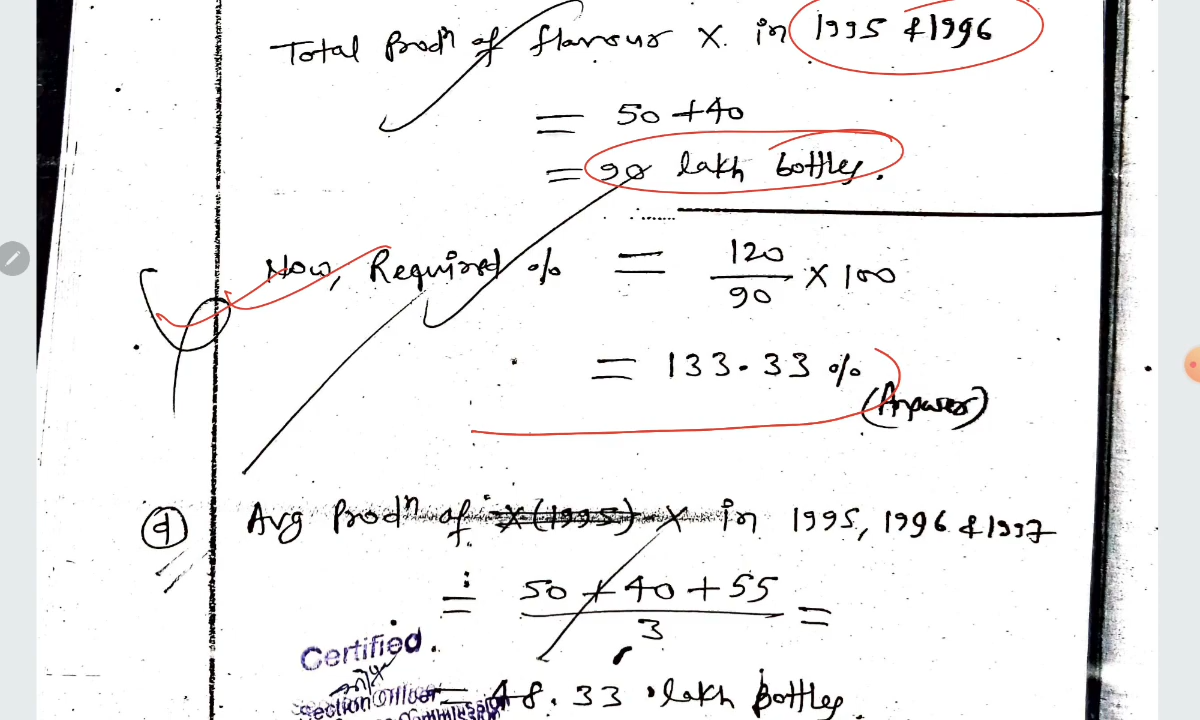 Total Prodn of flavour X in 1995 & 1996
= 50 + 40
= 90 lakh bottles.
Now, Required % = 120/90 X 100
= 133.33 %
(Answer)
d Avg Prodn of X (1995) X in 1995, 1996 & 1997
= 50 + 40 + 55 / 3 =
Certified
= 48.33 lakh bottles.
Section Officer
Commission